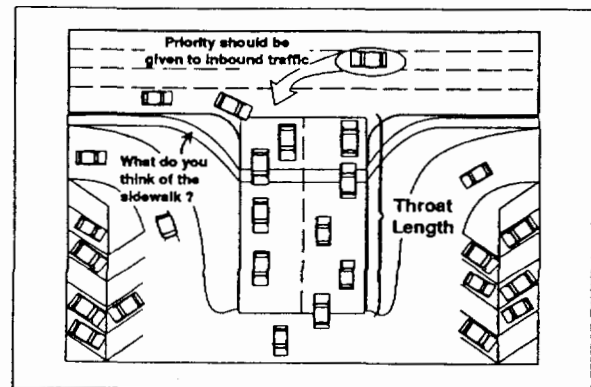 Priority should be
given to inbound traffic
What do you
think of the
sidewalk ?
Throat
Length